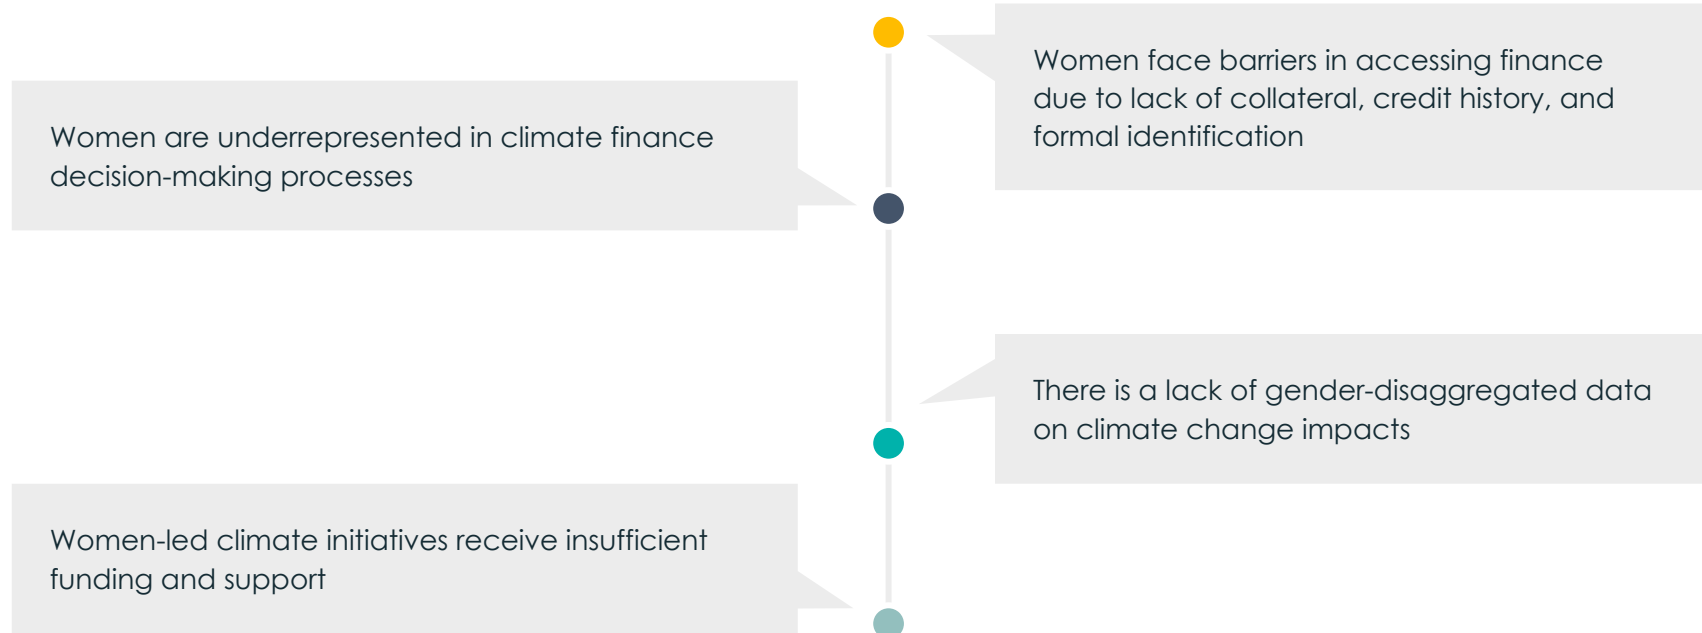 Women face barriers in accessing finance
due to lack of collateral, credit history, and
formal identification
Women are underrepresented in climate finance
decision-making processes
There is a lack of gender-disaggregated data
on climate change impacts
Women-led climate initiatives receive insufficient
funding and support